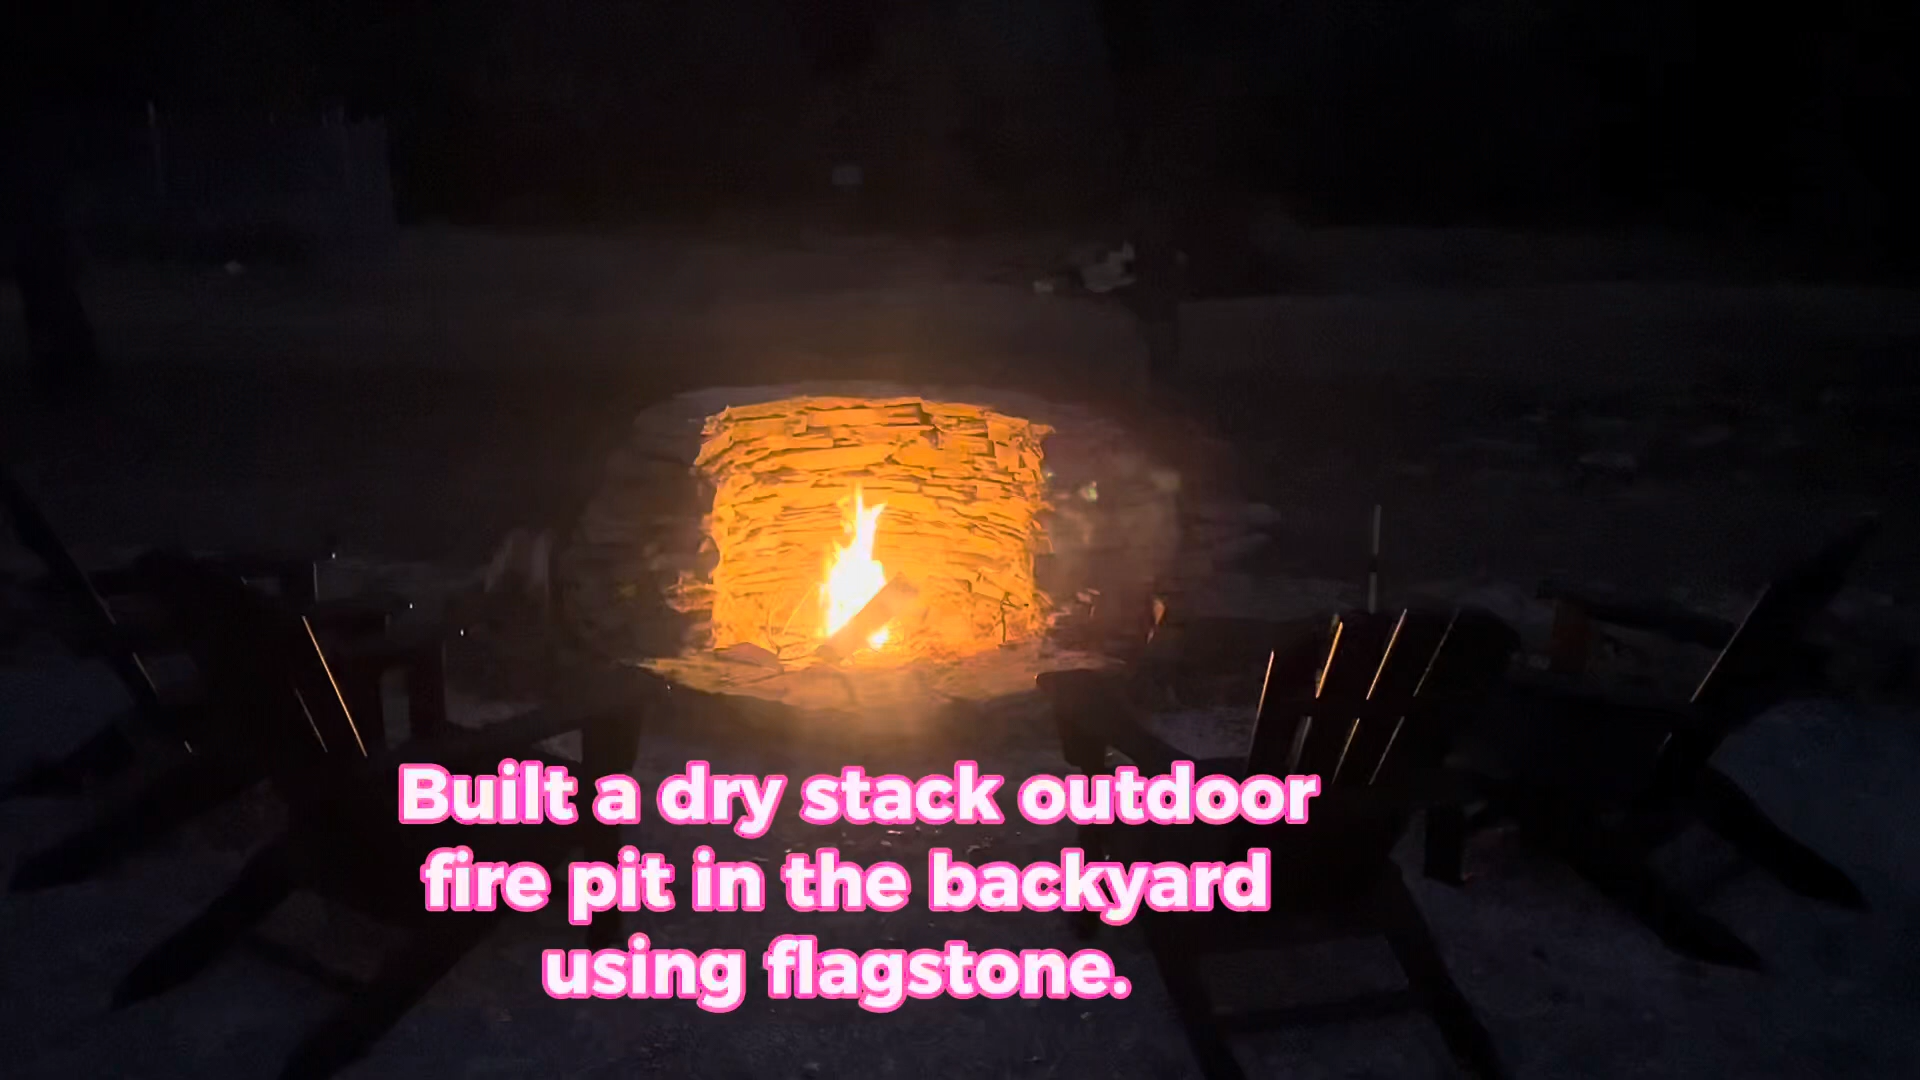 Built a dry stack outdoor
fire pit in the backyard
using flagstone.